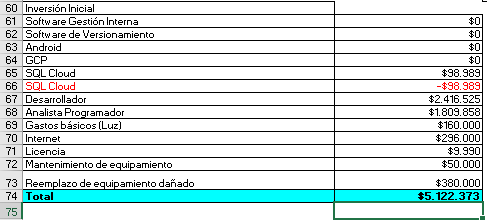 60 Inversión Inicial
61 Software Gestión Interna $0
62 Software de Versionamiento $0
63 Android $0
64 GCP $0
65 SQL Cloud $98.989
66 SQL Cloud -$98.989
67 Desarrollador $2.416.525
68 Analista Programador $1.809.858
69 Gastos básicos (Luz) $160.000
70 Internet $296.000
71 Licencia $9.990
72 Mantenimiento de equipamiento $50.000
73 Reemplazo de equipamiento dañado $380.000
74 Total $5.122.373
75